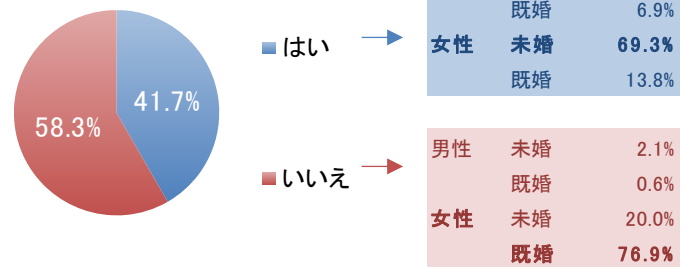 58.3%
41.7%
はい
既婚 6.9%
女性 未婚 69.3%
既婚 13.8%
いいえ
男性 未婚 2.1%
既婚 0.6%
女性 未婚 20.0%
既婚 76.9%